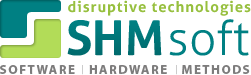 disruptive technologies
SHMsoft
SOFTWARE | HARDWARE | METHODS